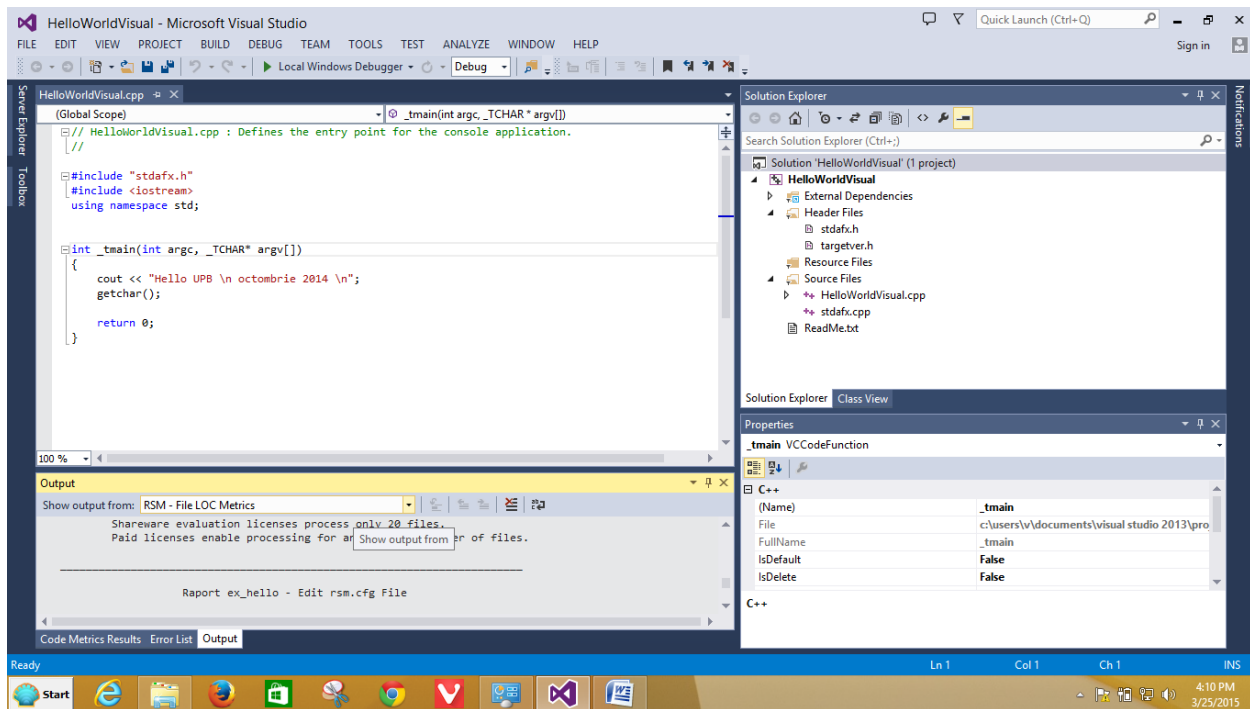 HelloWorldVisual - Microsoft Visual Studio
Quick Launch (Ctrl+Q)
FILE EDIT VIEW PROJECT BUILD DEBUG TEAM TOOLS TEST ANALYZE WINDOW HELP
Sign in
Local Windows Debugger
Debug
Server Explorer
Toolbox
HelloWorldVisual.cpp
(Global Scope)
_tmain(int argc, _TCHAR * argv[])
// HelloWorldVisual.cpp : Defines the entry point for the console application.
//
#include "stdafx.h"
#include <iostream>
using namespace std;
int _tmain(int argc, _TCHAR* argv[])
{
cout << "Hello UPB \n octombrie 2014 \n";
getchar();
return 0;
}
100 %
Output
Show output from: RSM - File LOC Metrics
Shareware evaluation licenses process only 20 files.
Paid licenses enable processing for
Show output from
er of files.
Raport ex_hello - Edit rsm.cfg File
Code Metrics Results Error List Output
Solution Explorer
Search Solution Explorer (Ctrl+;)
Solution 'HelloWorldVisual' (1 project)
HelloWorldVisual
External Dependencies
Header Files
stdafx.h
targetver.h
Resource Files
Source Files
HelloWorldVisual.cpp
stdafx.cpp
ReadMe.txt
Solution Explorer Class View
Properties
_tmain VCCodeFunction
C++
(Name) _tmain
File c:\users\v\documents\visual studio 2013\pro
FullName _tmain
IsDefault False
IsDelete False
C++
Notifications
Ready
Ln 1 Col 1 Ch 1 INS
Start
4:10 PM
3/25/2015